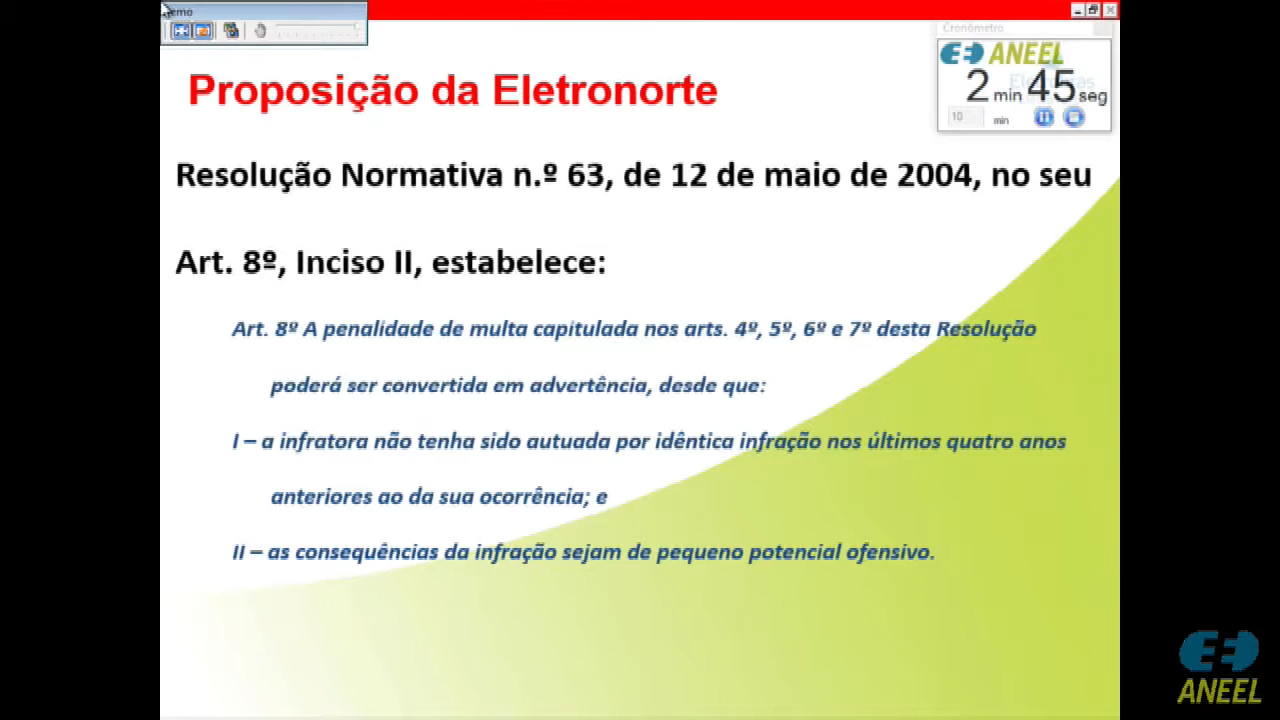 emo
Cronômetro
ANEEL
2 min 45 seg
10 min
Proposição da Eletronorte
Resolução Normativa n.º 63, de 12 de maio de 2004, no seu
Art. 8º, Inciso II, estabelece:
Art. 8º A penalidade de multa capitulada nos arts. 4º, 5º, 6º e 7º desta Resolução
poderá ser convertida em advertência, desde que:
I – a infratora não tenha sido autuada por idêntica infração nos últimos quatro anos
anteriores ao da sua ocorrência; e
II – as consequências da infração sejam de pequeno potencial ofensivo.
ANEEL